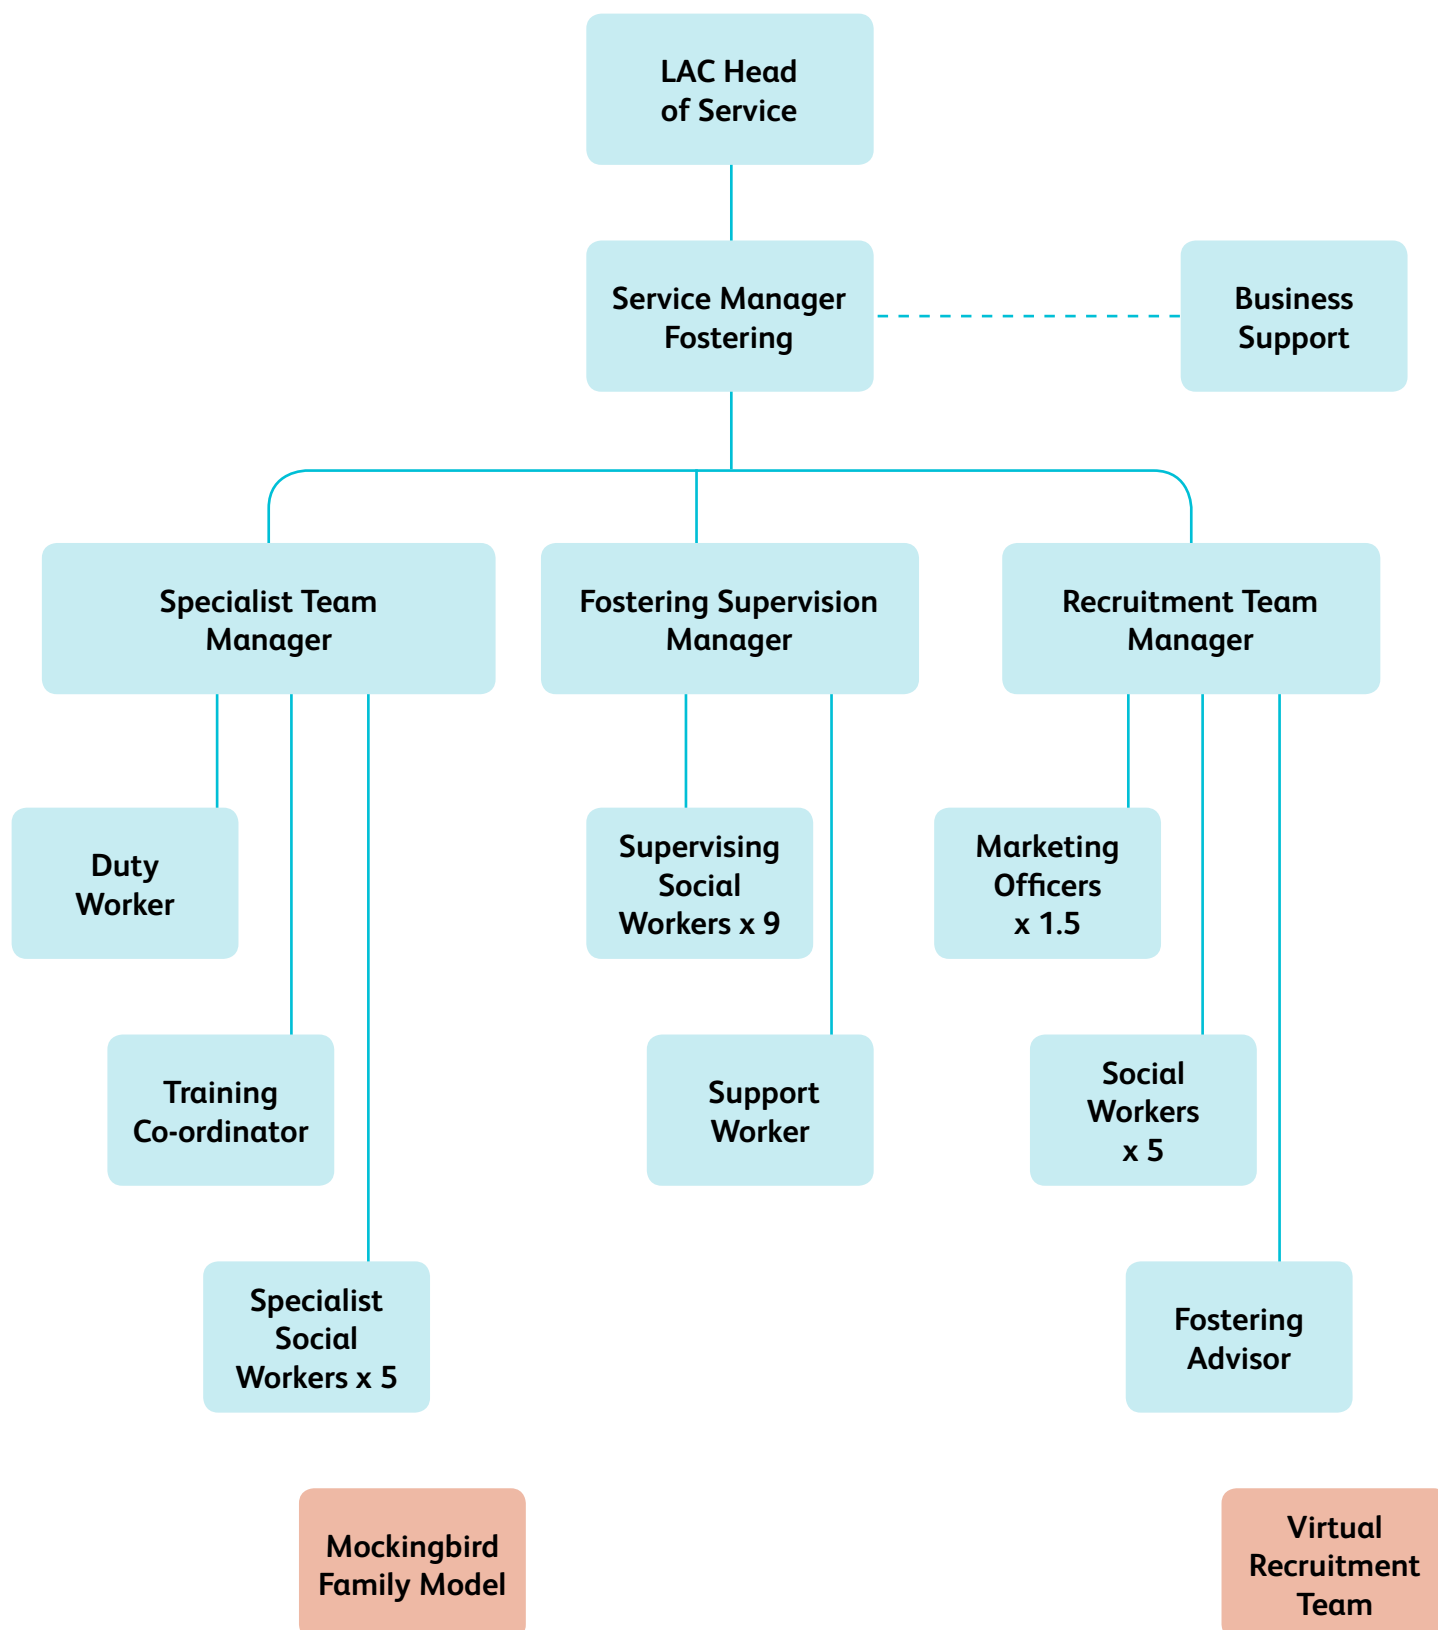 LAC Head
of Service
Service Manager
Fostering
Business
Support
Specialist Team
Manager
Fostering Supervision
Manager
Recruitment Team
Manager
Duty
Worker
Supervising
Social
Workers x 9
Marketing
Officers
x 1.5
Training
Co-ordinator
Support
Worker
Social
Workers
x 5
Specialist
Social
Workers x 5
Fostering
Advisor
Mockingbird
Family Model
Virtual
Recruitment
Team